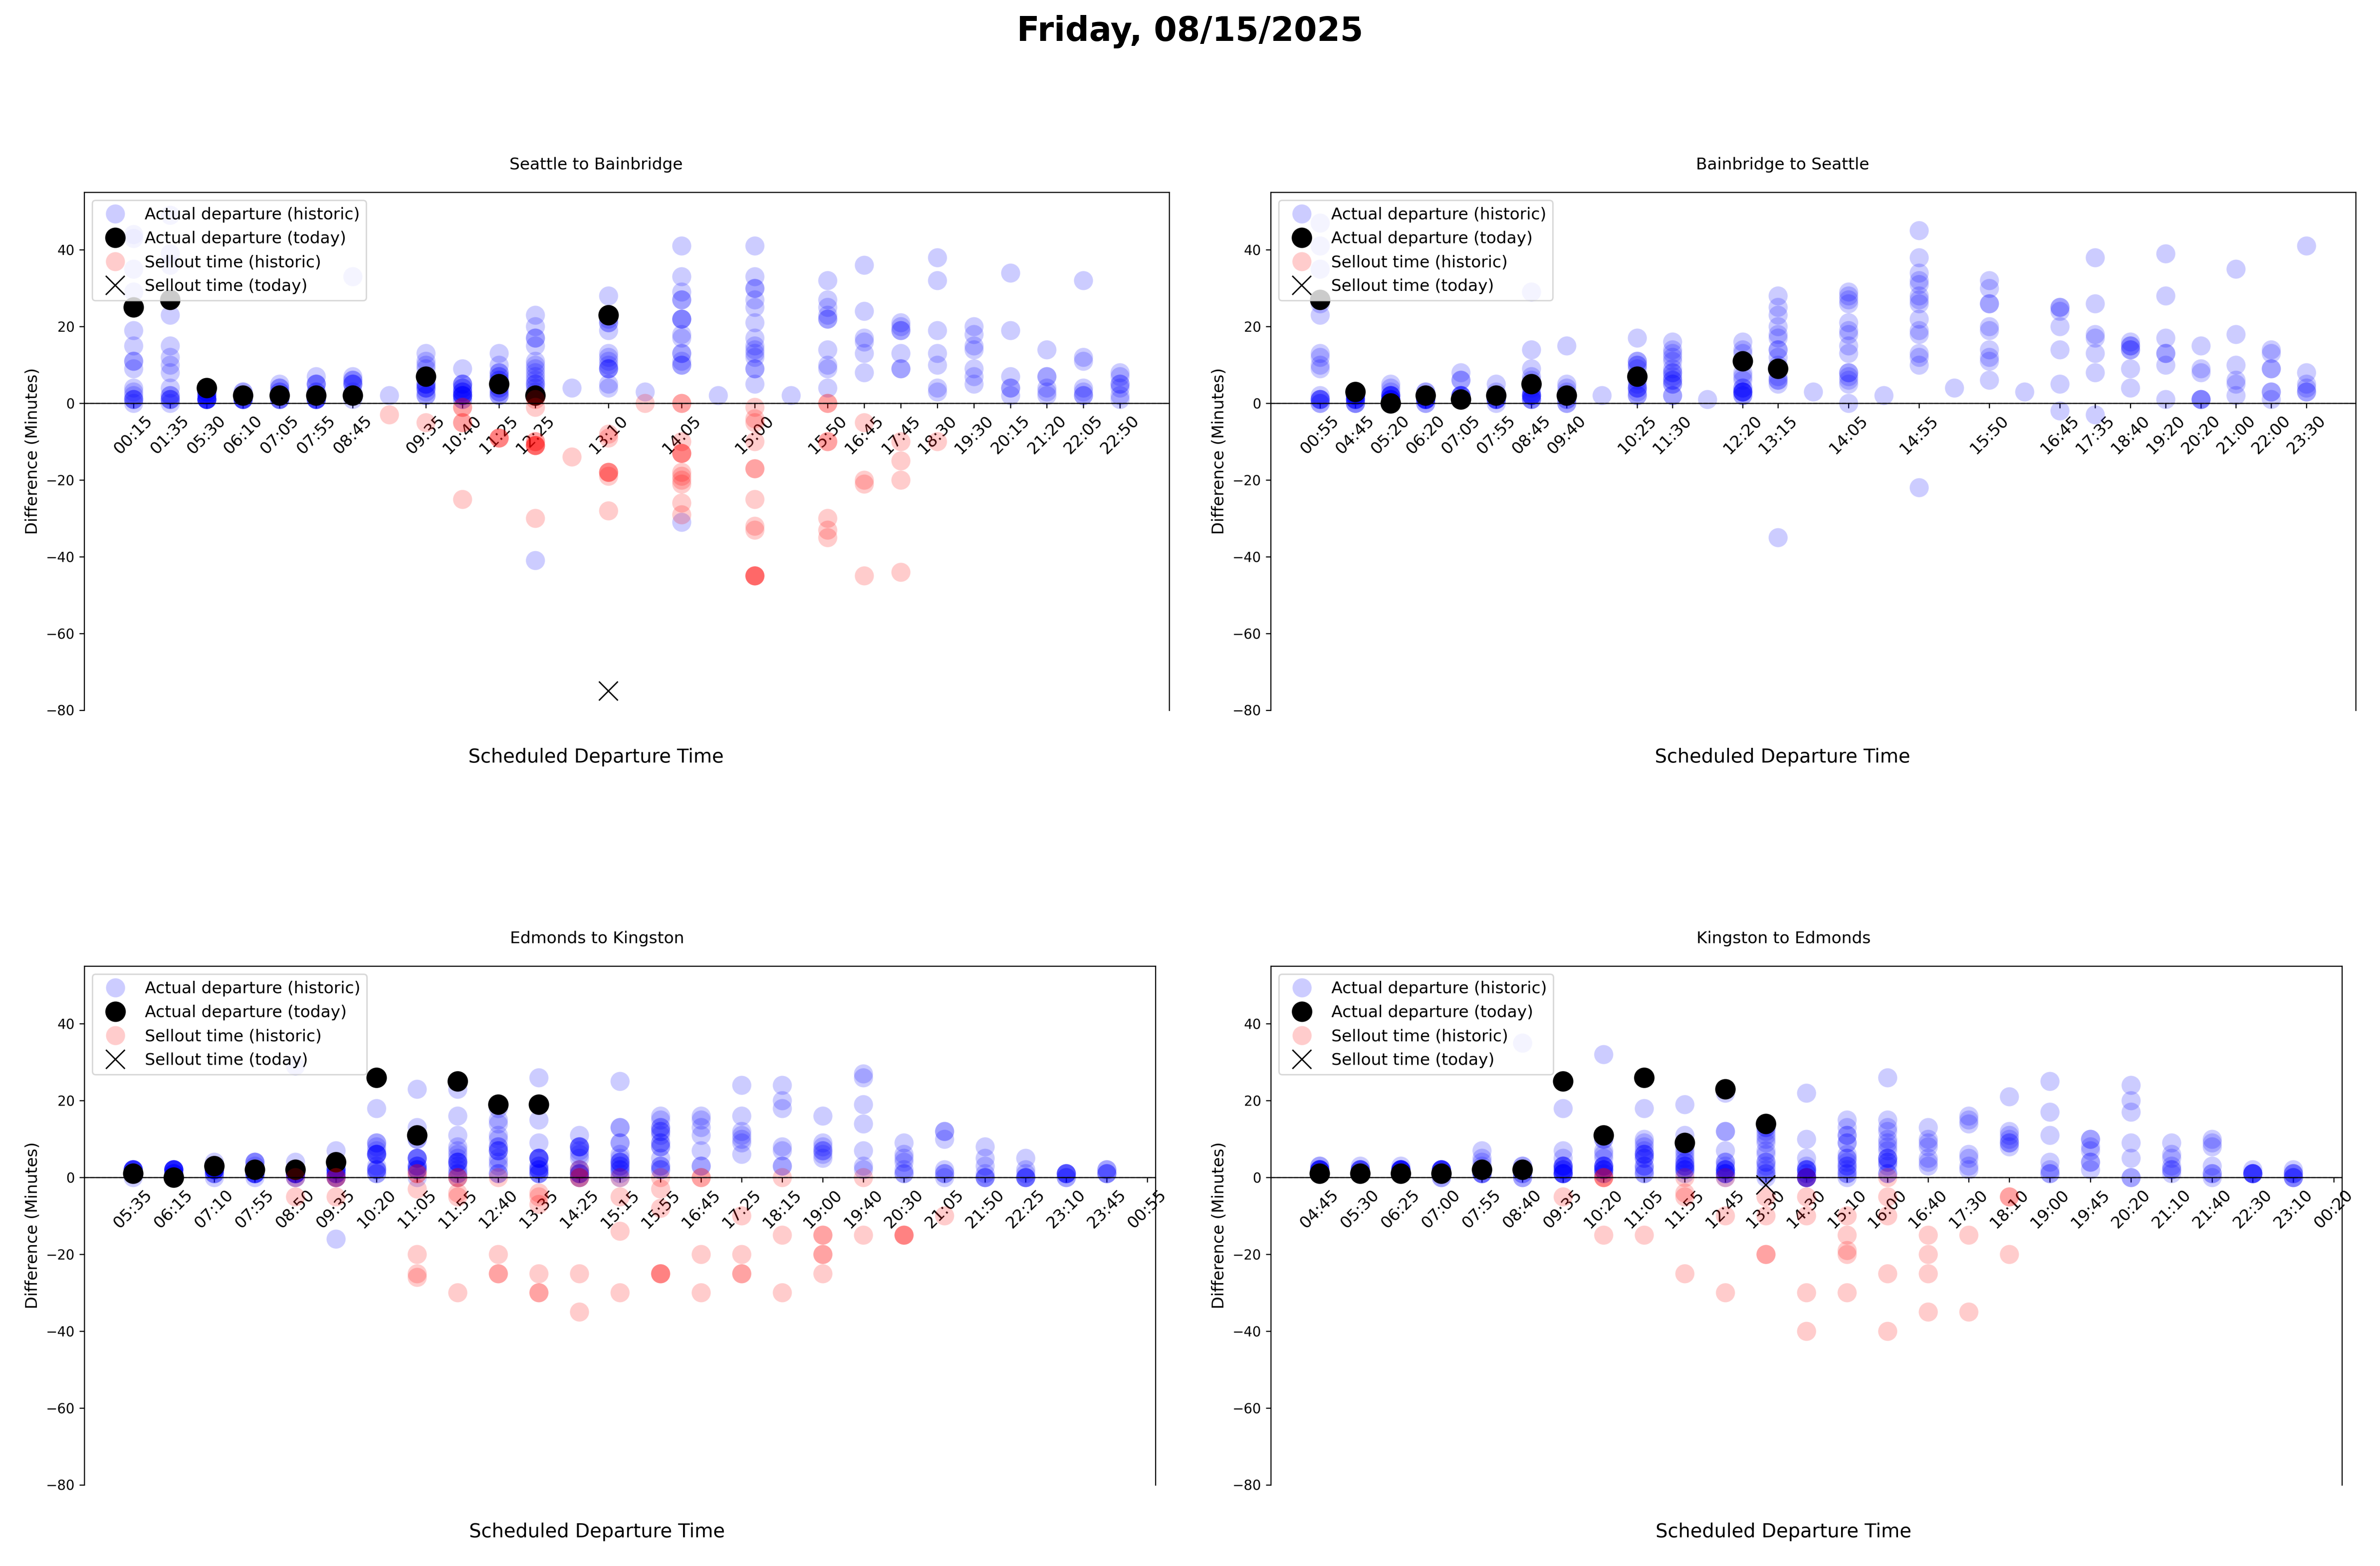 Friday, 08/15/2025
Seattle to Bainbridge
Actual departure (historic)
Actual departure (today)
Sellout time (historic)
Sellout time (today)
Difference (Minutes)
40
20
0
−20
−40
−60
−80
00:15 01:35 05:30 06:10 07:05 07:55 08:45 09:35 10:40 11:25 12:25 13:10 14:05 15:00 15:50 16:45 17:45 18:30 19:30 20:15 21:20 22:05 22:50
Scheduled Departure Time
Bainbridge to Seattle
Actual departure (historic)
Actual departure (today)
Sellout time (historic)
Sellout time (today)
Difference (Minutes)
40
20
0
−20
−40
−60
−80
00:55 04:45 05:20 06:20 07:05 07:55 08:45 09:40 10:25 11:30 12:20 13:15 14:05 14:55 15:50 16:45 17:35 18:40 19:20 20:20 21:00 22:00 23:30
Scheduled Departure Time
Edmonds to Kingston
Actual departure (historic)
Actual departure (today)
Sellout time (historic)
Sellout time (today)
Difference (Minutes)
40
20
0
−20
−40
−60
−80
05:35 06:15 07:10 07:55 08:50 09:35 10:20 11:05 11:55 12:40 13:35 14:25 15:15 15:55 16:45 17:25 18:15 19:00 19:40 20:30 21:05 21:50 22:25 23:10 23:45 00:55
Scheduled Departure Time
Kingston to Edmonds
Actual departure (historic)
Actual departure (today)
Sellout time (historic)
Sellout time (today)
Difference (Minutes)
40
20
0
−20
−40
−60
−80
04:45 05:30 06:25 07:00 07:55 08:40 09:35 10:20 11:05 11:55 12:45 13:30 14:30 15:10 16:00 16:40 17:30 18:10 19:00 19:45 20:20 21:10 21:40 22:30 23:10 00:20
Scheduled Departure Time